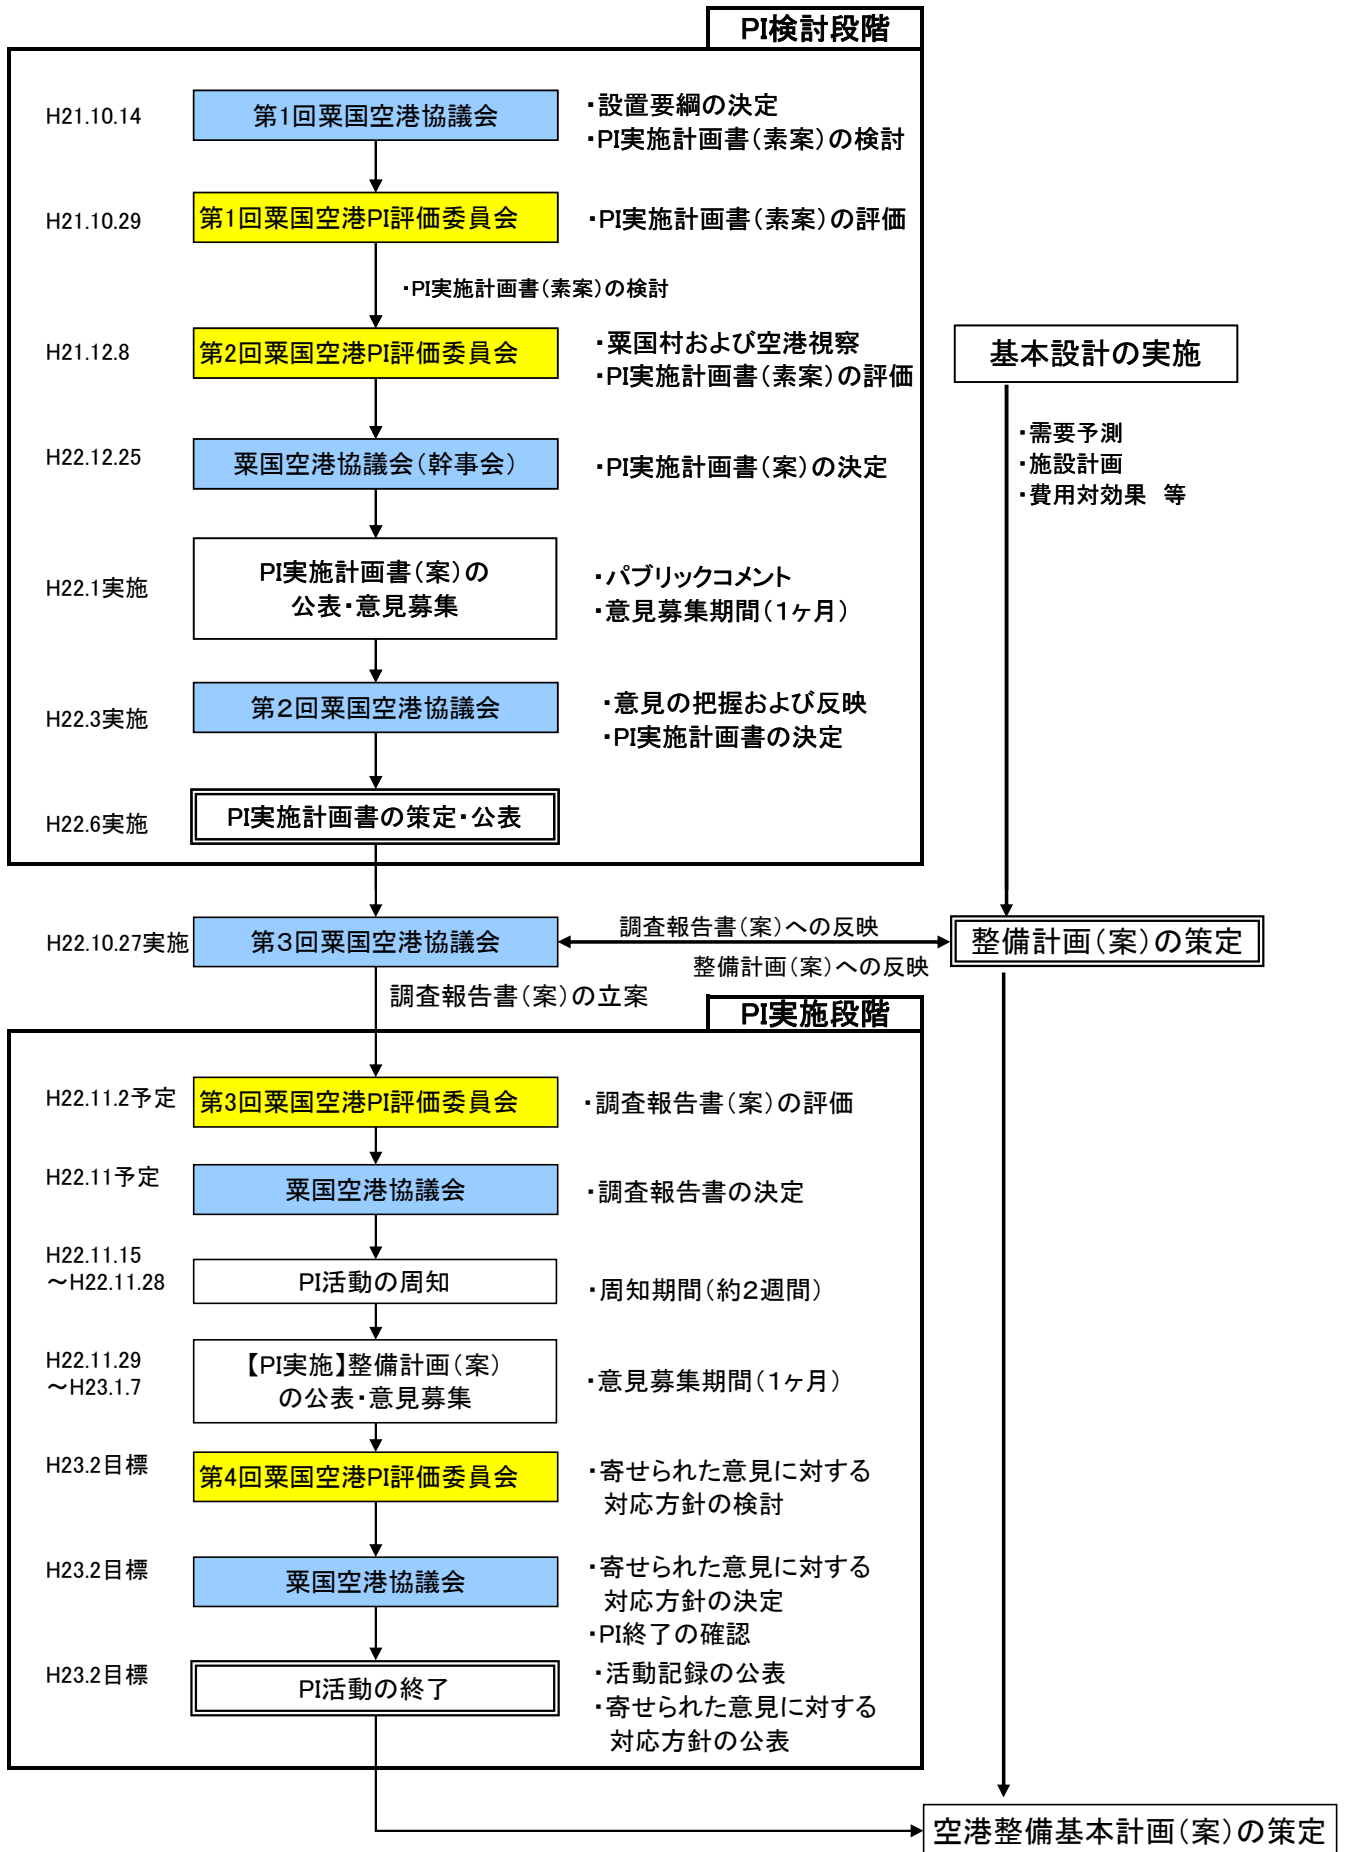 PI検討段階
H21.10.14
第1回粟国空港協議会
・設置要綱の決定
・PI実施計画書(素案)の検討
H21.10.29
第1回粟国空港PI評価委員会
・PI実施計画書(素案)の評価
・PI実施計画書(素案)の検討
H21.12.8
第2回粟国空港PI評価委員会
・粟国村および空港視察
・PI実施計画書(素案)の評価
基本設計の実施
・需要予測
・施設計画
・費用対効果 等
H22.12.25
粟国空港協議会(幹事会)
・PI実施計画書(案)の決定
H22.1実施
PI実施計画書(案)の
公表・意見募集
・パブリックコメント
・意見募集期間(1ヶ月)
H22.3実施
第2回粟国空港協議会
・意見の把握および反映
・PI実施計画書の決定
H22.6実施
PI実施計画書の策定・公表
H22.10.27実施
第3回粟国空港協議会
調査報告書(案)への反映
整備計画(案)への反映
整備計画(案)の策定
調査報告書(案)の立案
PI実施段階
H22.11.2予定
第3回粟国空港PI評価委員会
・調査報告書(案)の評価
H22.11予定
粟国空港協議会
・調査報告書の決定
H22.11.15
～H22.11.28
PI活動の周知
・周知期間(約2週間)
H22.11.29
～H23.1.7
【PI実施】整備計画(案)
の公表・意見募集
・意見募集期間(1ヶ月)
H23.2目標
第4回粟国空港PI評価委員会
・寄せられた意見に対する
対応方針の検討
H23.2目標
粟国空港協議会
・寄せられた意見に対する
対応方針の決定
・PI終了の確認
H23.2目標
PI活動の終了
・活動記録の公表
・寄せられた意見に対する
対応方針の公表
空港整備基本計画(案)の策定